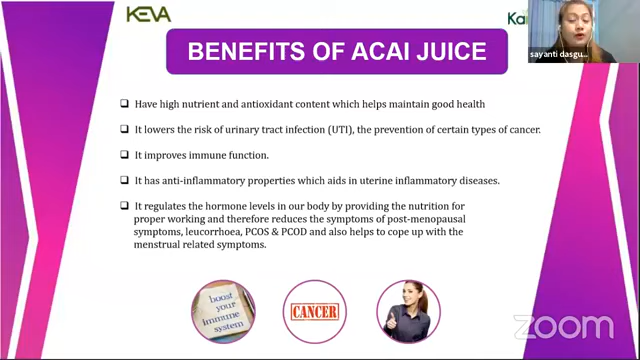 KEVA
Kai
BENEFITS OF ACAI JUICE
sayanti dasgu...
❑ Have high nutrient and antioxidant content which helps maintain good health
❑ It lowers the risk of urinary tract infection (UTI), the prevention of certain types of cancer.
❑ It improves immune function.
❑ It has anti-inflammatory properties which aids in uterine inflammatory diseases.
❑ It regulates the hormone levels in our body by providing the nutrition for
proper working and therefore reduces the symptoms of post-menopausal
symptoms, leucorrhoea, PCOS & PCOD and also helps to cope up with the
menstrual related symptoms.
boost
your
immune
system
CANCER
zoom